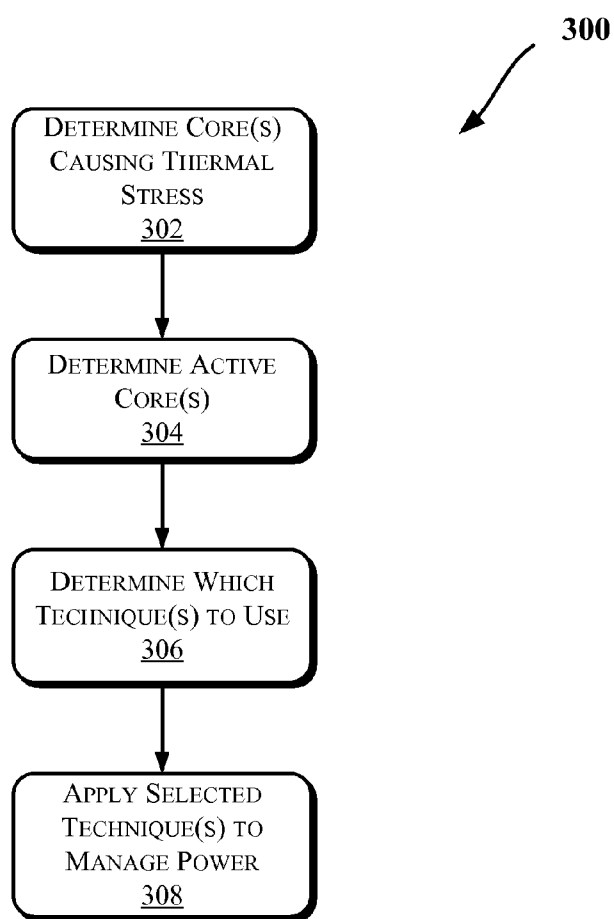 300
DETERMINE CORE(S)
CAUSING THERMAL
STRESS
302
DETERMINE ACTIVE
CORE(S)
304
DETERMINE WHICH
TECHNIQUE(S) TO USE
306
APPLY SELECTED
TECHNIQUE(S) TO
MANAGE POWER
308